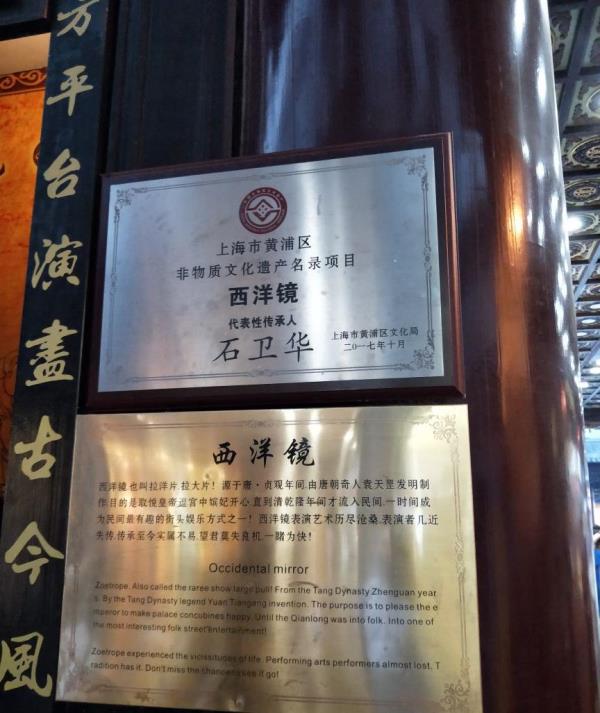 方平台演盡古今風
上海市黄浦区
非物质文化遗产名录项目
西洋镜
代表性传承人
石卫华
上海市黄浦区文化局
二〇一七年十月
西洋镜
西洋镜,也叫拉洋片,拉大片!源于唐·贞观年间.由唐朝奇人袁天罡发明制
作.目的是取悦皇帝逗宫中嫔妃开心.直到清乾隆年间才流入民间.一时间成
为民间最有趣的街头娱乐方式之一!西洋镜表演艺术历尽沧桑.表演者几近
失传,传承至今实属不易,望君莫失良机,一睹为快!
Occidental mirror
Zoetrope. Also called the raree show large pull! From the Tang Dynasty Zhenguan year
s. By the Tang Dynasty legend Yuan Tiangang invention. The purpose is to please the e
mperor to make palace concubines happy. Until the Qianlong was into folk. Into one of
the most interesting folk street entertainment!
Zoetrope experienced the vicissitudes of life. Performing arts performers almost lost. T
radition has it. Don't miss the chance, see it go!